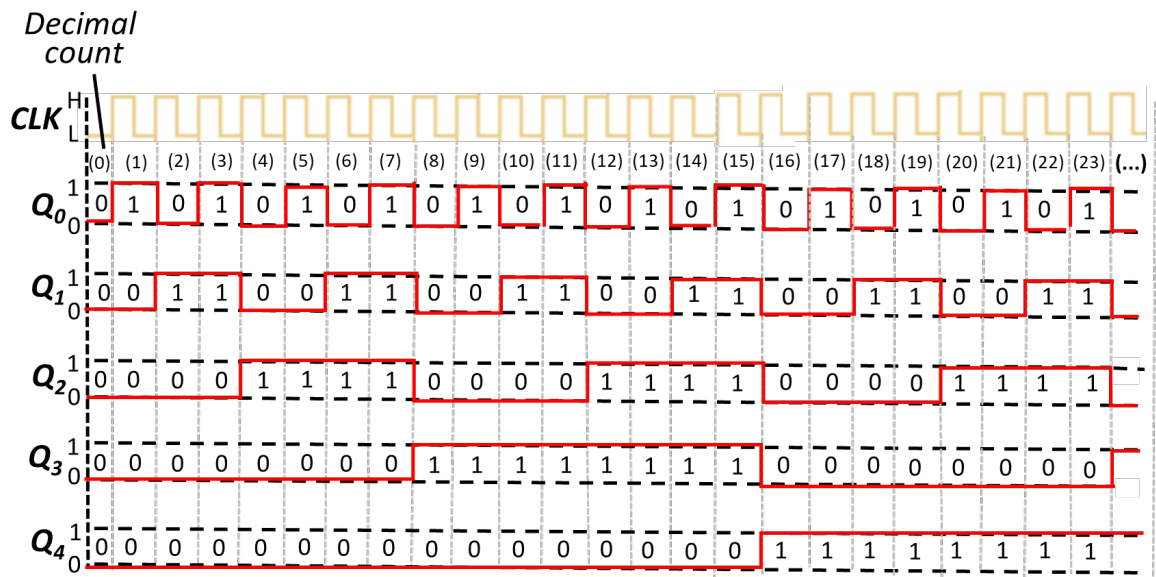 Decimal
count
CLK H
L
(0) (1) (2) (3) (4) (5) (6) (7) (8) (9) (10) (11) (12) (13) (14) (15) (16) (17) (18) (19) (20) (21) (22) (23) (...)
Q0 1 0 1 0 1 0 1 0 1 0 1 0 1 0 1 0 1 0 1 0 1 0 1 0 1
0
Q1 1 0 0 1 1 0 0 1 1 0 0 1 1 0 0 1 1 0 0 1 1 0 0 1 1
0
Q2 1 0 0 0 0 1 1 1 1 0 0 0 0 1 1 1 1 0 0 0 0 1 1 1 1
0
Q3 1 0 0 0 0 0 0 0 0 1 1 1 1 1 1 1 1 0 0 0 0 0 0 0 0
0
Q4 1 0 0 0 0 0 0 0 0 0 0 0 0 0 0 0 0 1 1 1 1 1 1 1 1
0